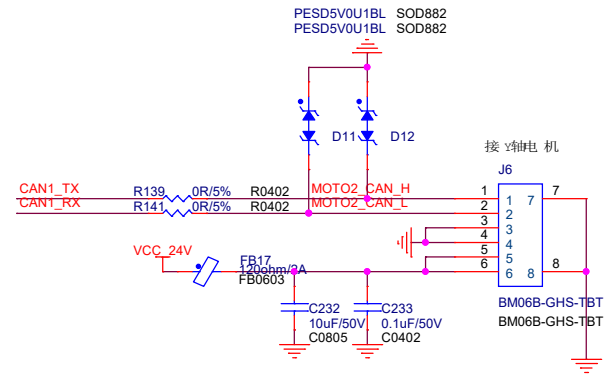 PESD5V0U1BL SOD882
PESD5V0U1BL SOD882
D11
D12
接Y轴电机
J6
CAN1_TX
R139
0R/5%
R0402
MOTO2_CAN_H
CAN1_RX
R141
0R/5%
R0402
MOTO2_CAN_L
1
2
3
4
5
6
1
2
3
4
5
6
7
8
7
8
VCC_24V
FB17
120ohm/2A
FB0603
C232
10uF/50V
C0805
C233
0.1uF/50V
C0402
BM06B-GHS-TBT
BM06B-GHS-TBT